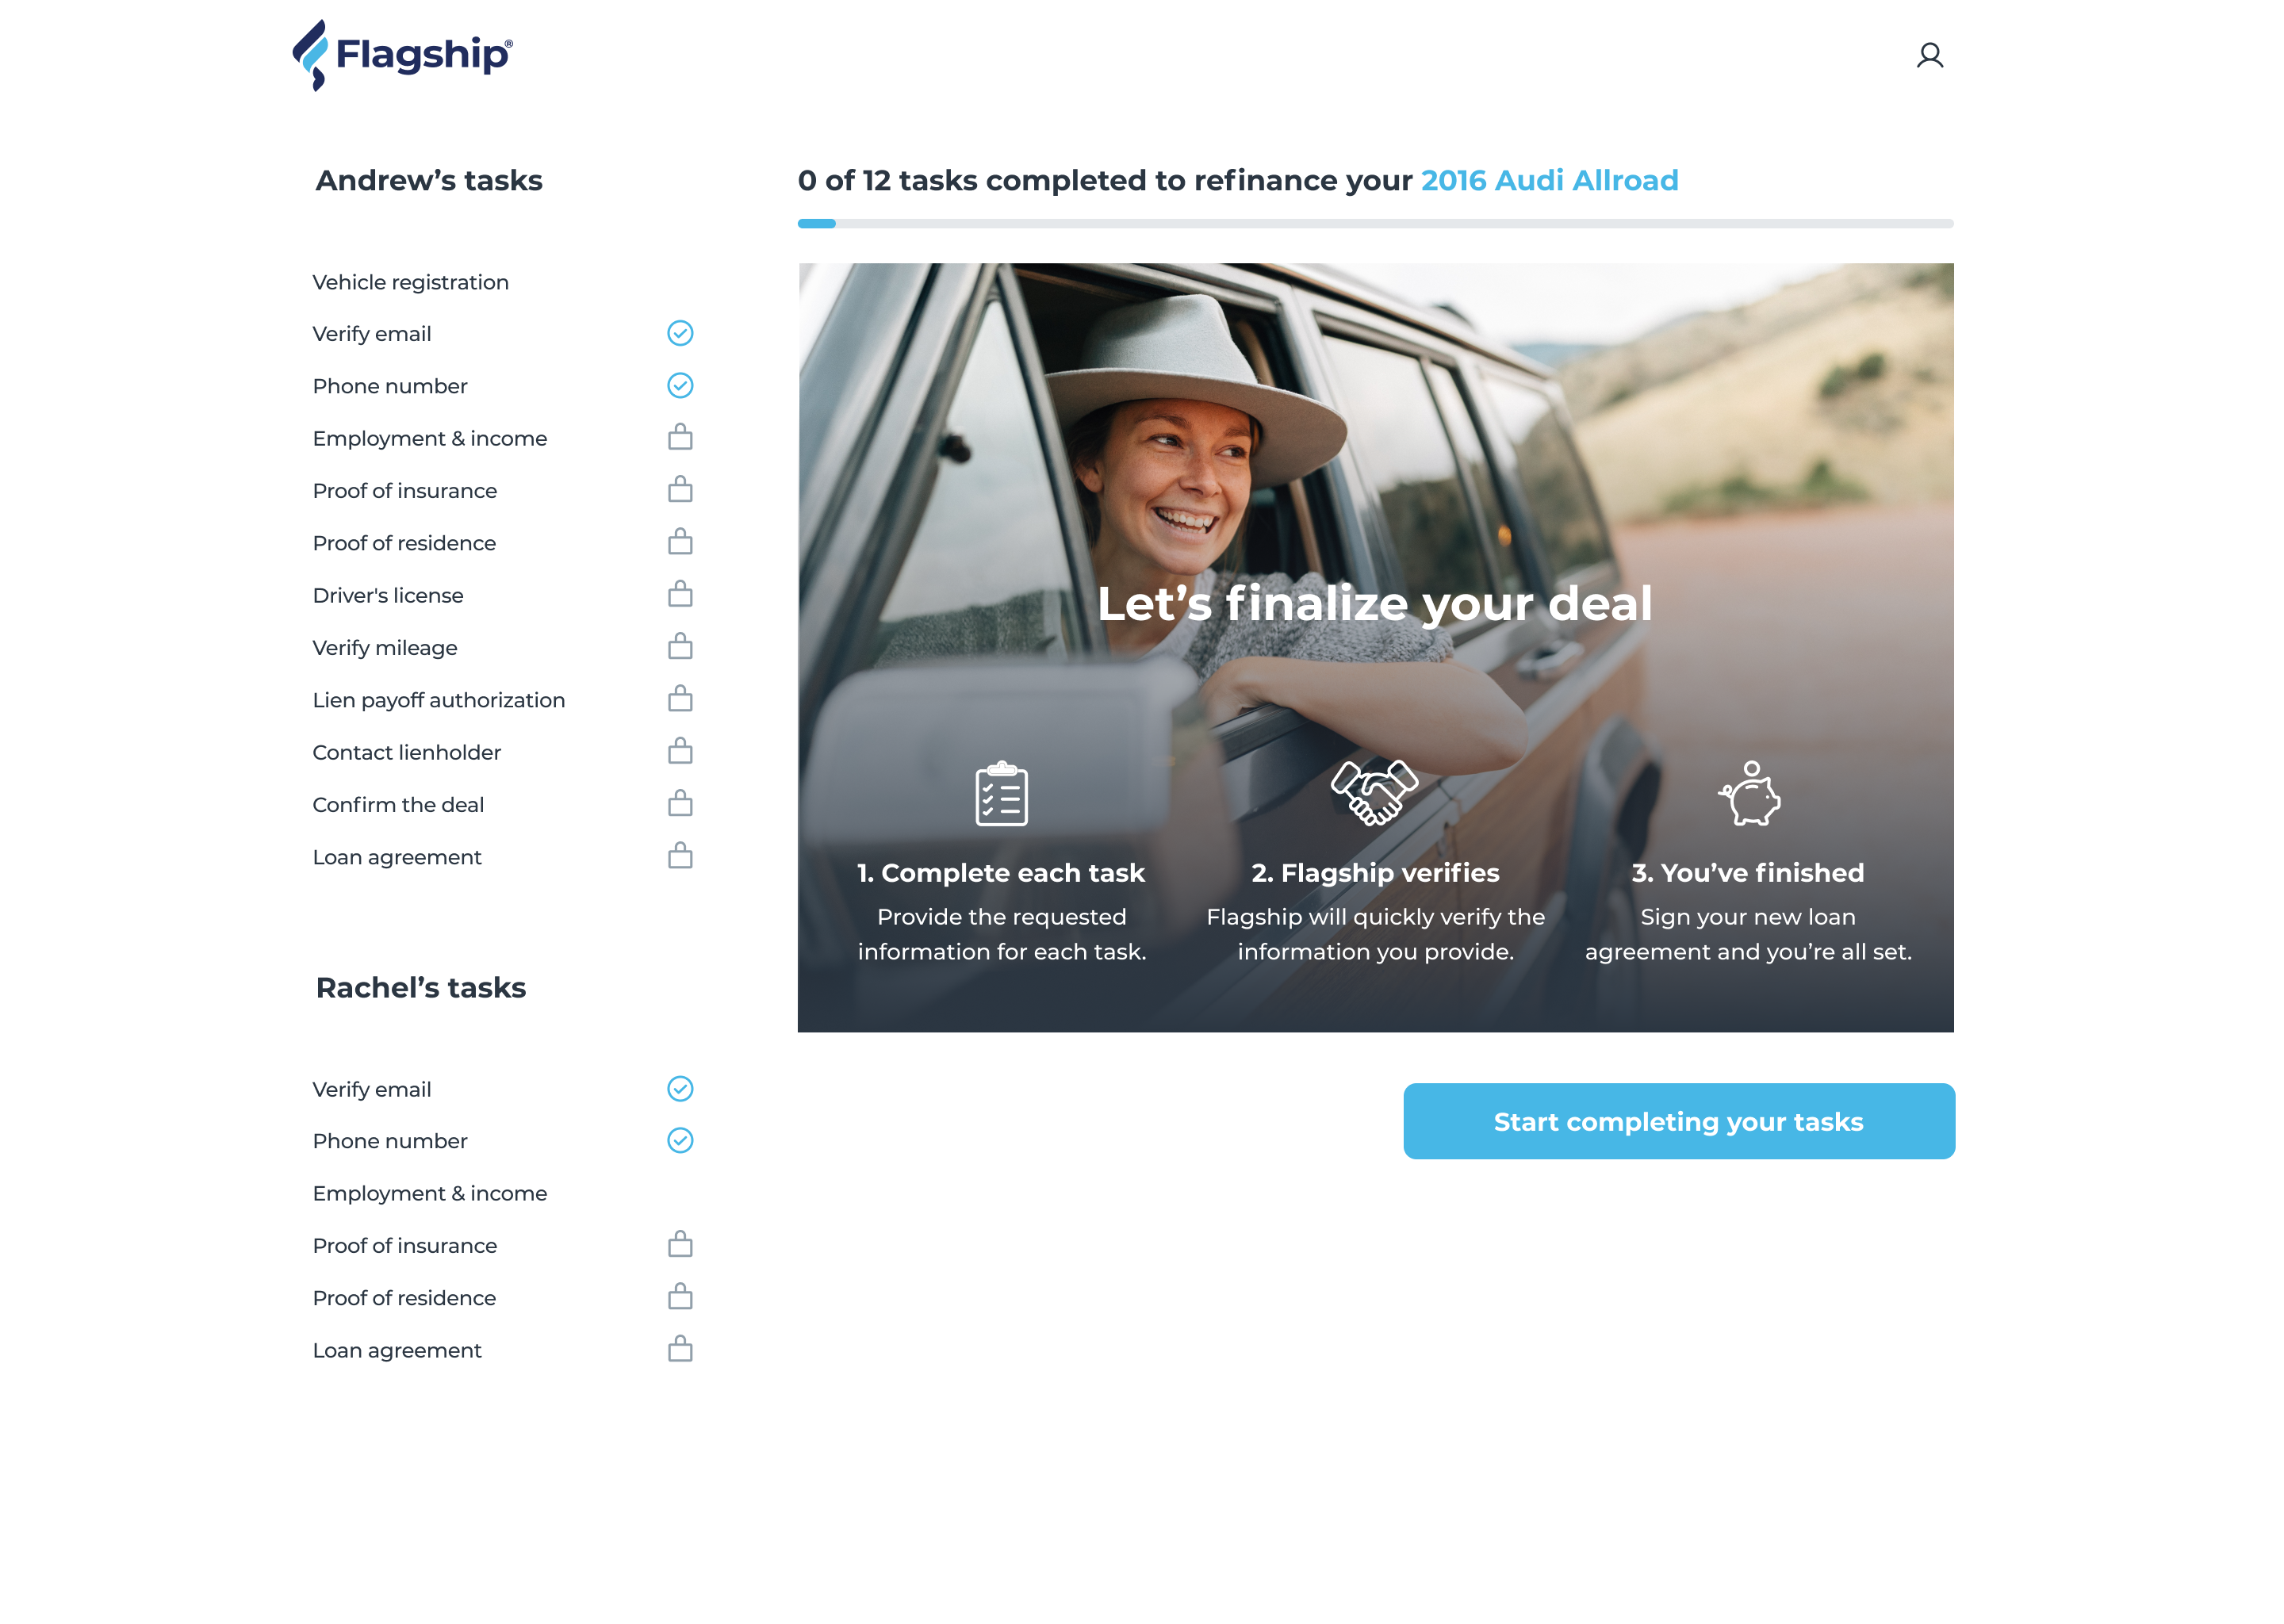 Flagship®
Andrew’s tasks
Vehicle registration
Verify email
Phone number
Employment & income
Proof of insurance
Proof of residence
Driver's license
Verify mileage
Lien payoff authorization
Contact lienholder
Confirm the deal
Loan agreement
Rachel’s tasks
Verify email
Phone number
Employment & income
Proof of insurance
Proof of residence
Loan agreement
0 of 12 tasks completed to refinance your 2016 Audi Allroad
Let’s finalize your deal
1. Complete each task
Provide the requested
information for each task.
2. Flagship verifies
Flagship will quickly verify the
information you provide.
3. You’ve finished
Sign your new loan
agreement and you’re all set.
Start completing your tasks